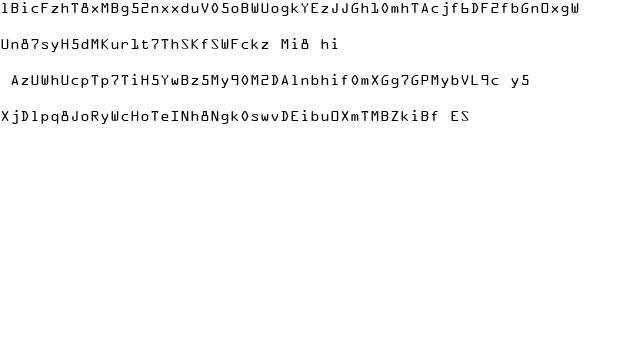 1BicFzhT8xMBg52nxxduV05oBWUogkYEzJJGh10mhTAcjf6DF2fbGnOxgW
Un87syH5dMKur1t7ThSKfSWFckz Mi8 hi
AzUWhUcpTp7TiH5YwBz5My90M2DA1nbhif0mXGg7GPMybVL9c y5
XjD1pq8JoRyWcHoTeINh8Ngk0swvDEibuOXmTMBZkiBf ES